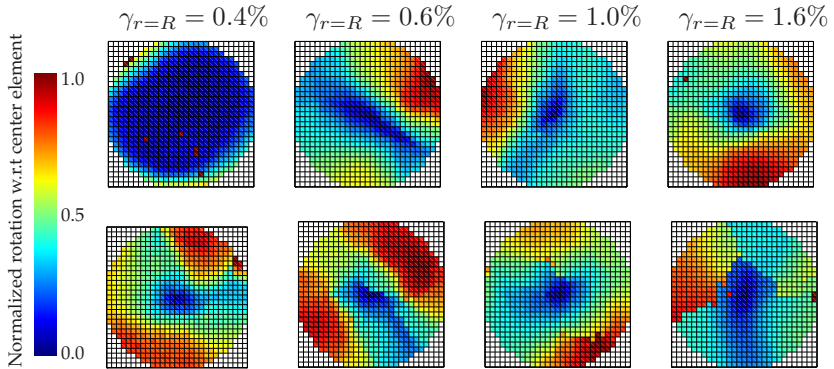 γ_{r=R} = 0.4%
γ_{r=R} = 0.6%
γ_{r=R} = 1.0%
γ_{r=R} = 1.6%
Normalized rotation w.r.t center element
1.0
0.5
0.0